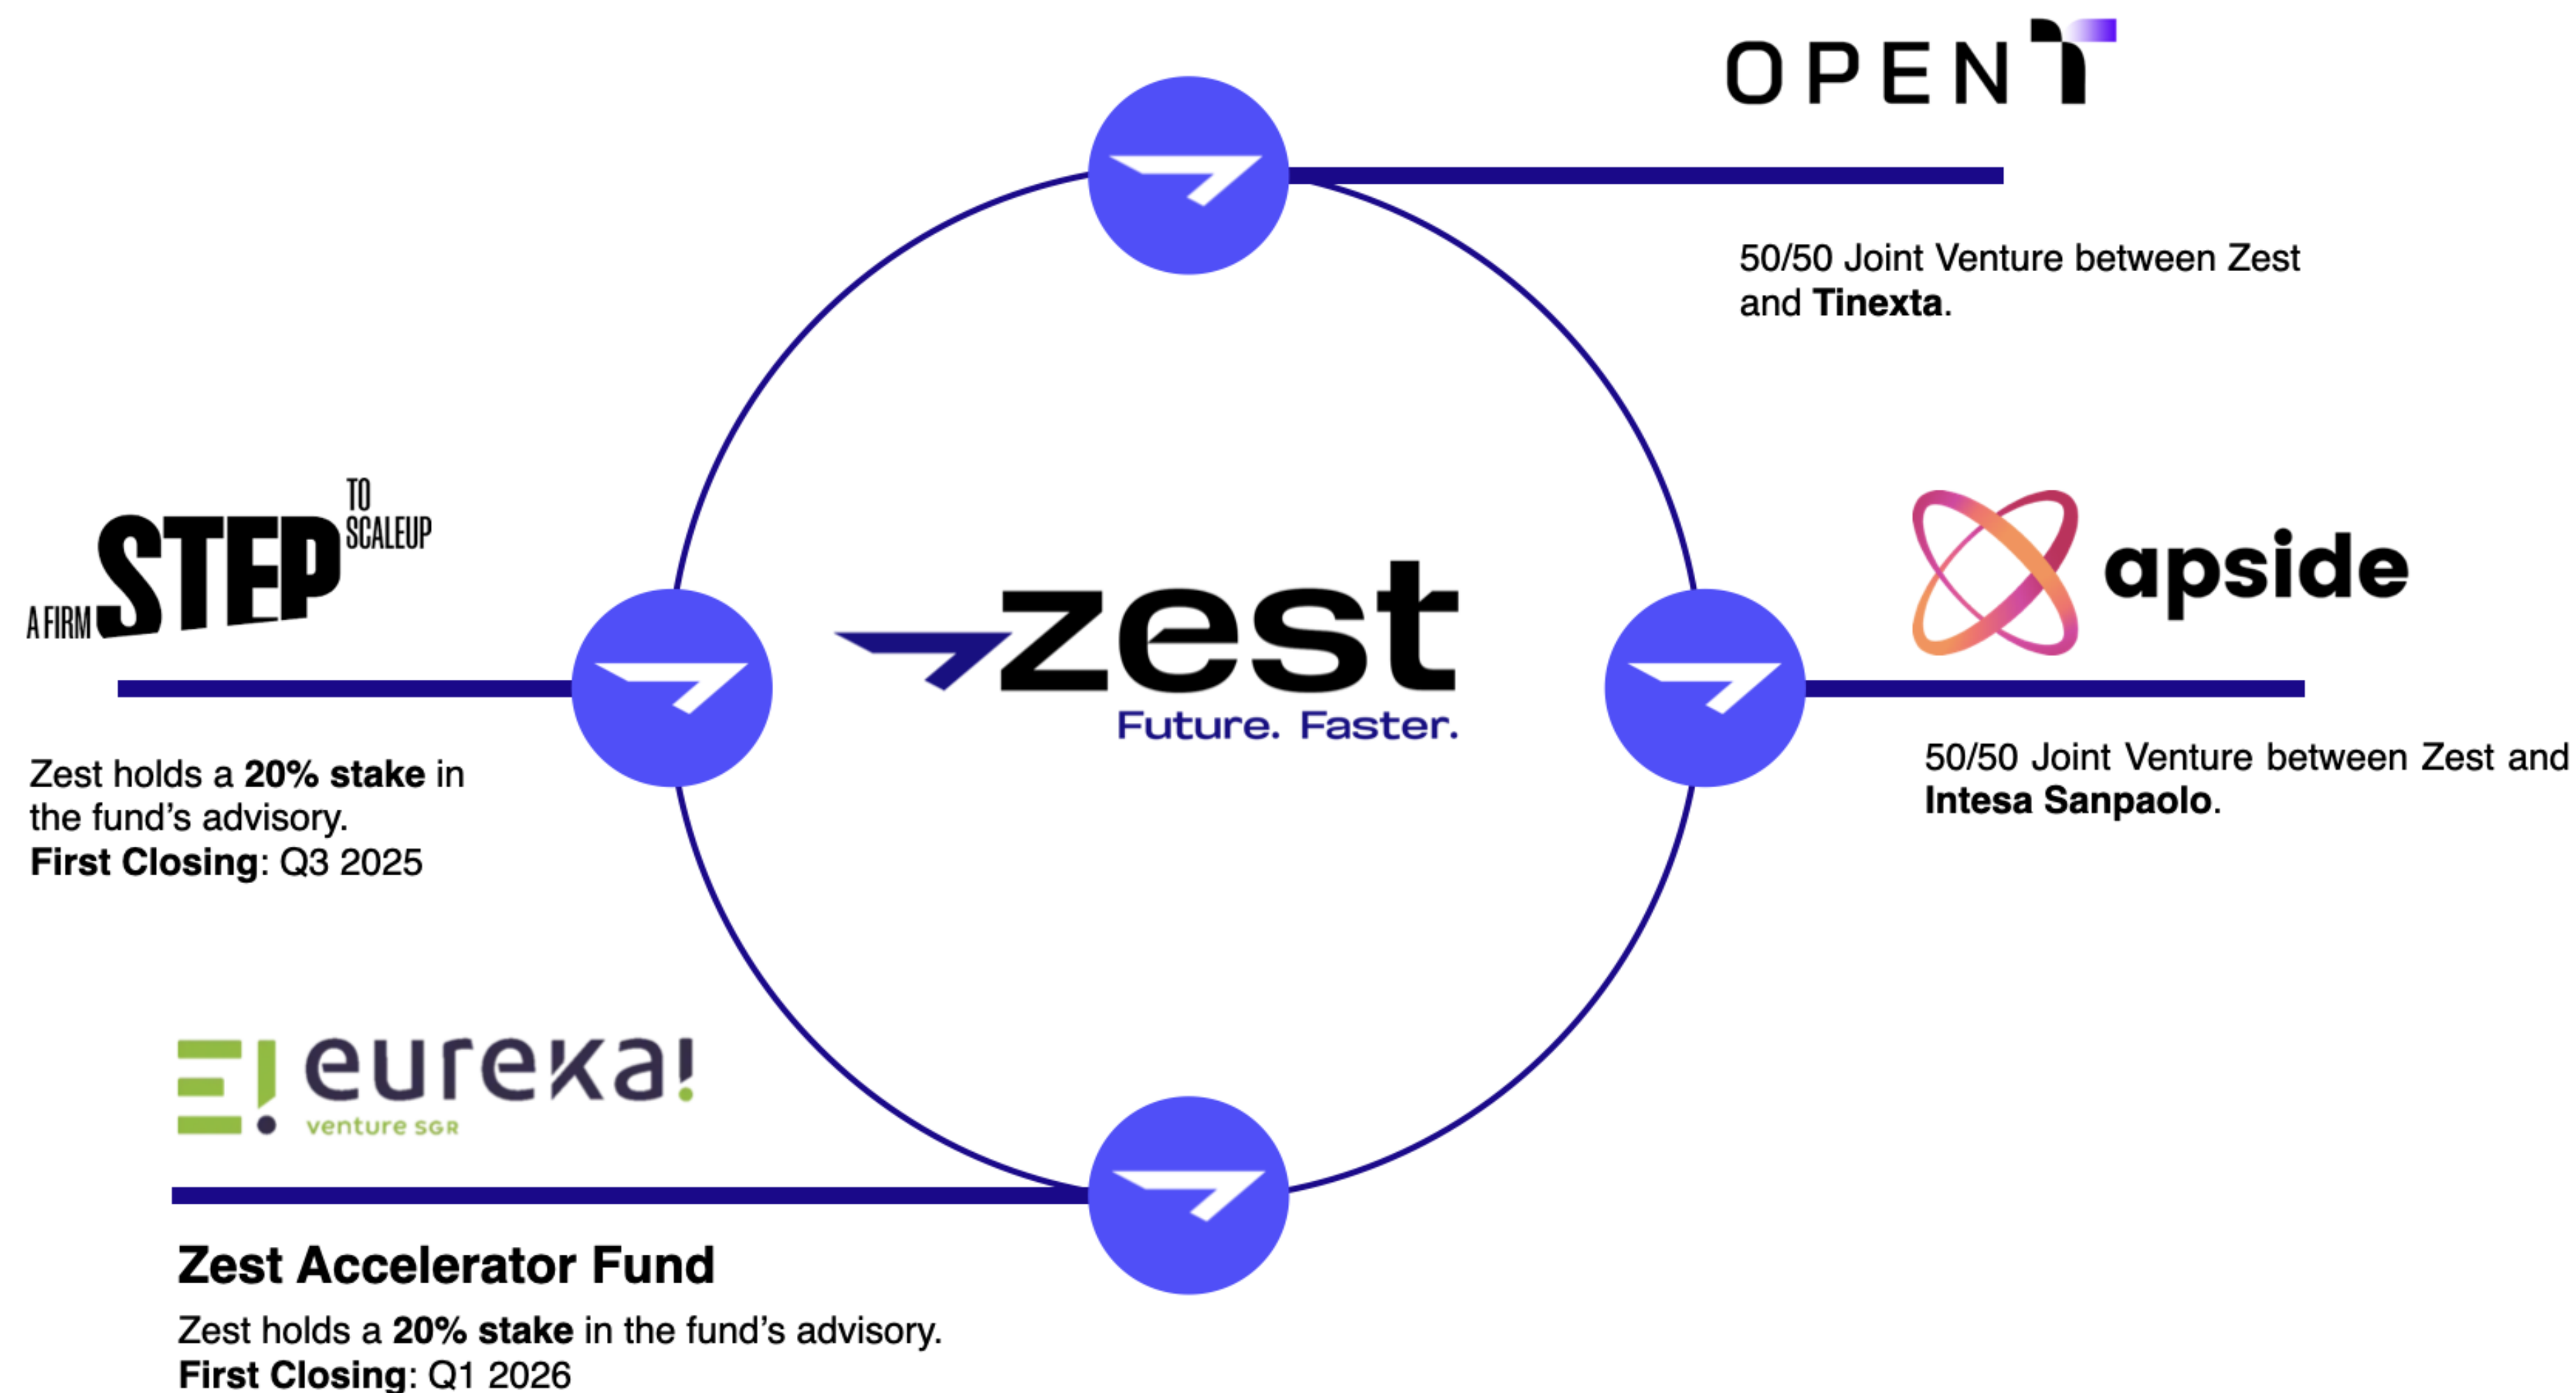 OPENT
50/50 Joint Venture between Zest
and Tinexta.
A FIRM STEP TO SCALEUP
Zest holds a 20% stake in
the fund's advisory.
First Closing: Q3 2025
zest
Future. Faster.
apside
50/50 Joint Venture between Zest and
Intesa Sanpaolo.
E! eureka!
venture SGR
Zest Accelerator Fund
Zest holds a 20% stake in the fund's advisory.
First Closing: Q1 2026